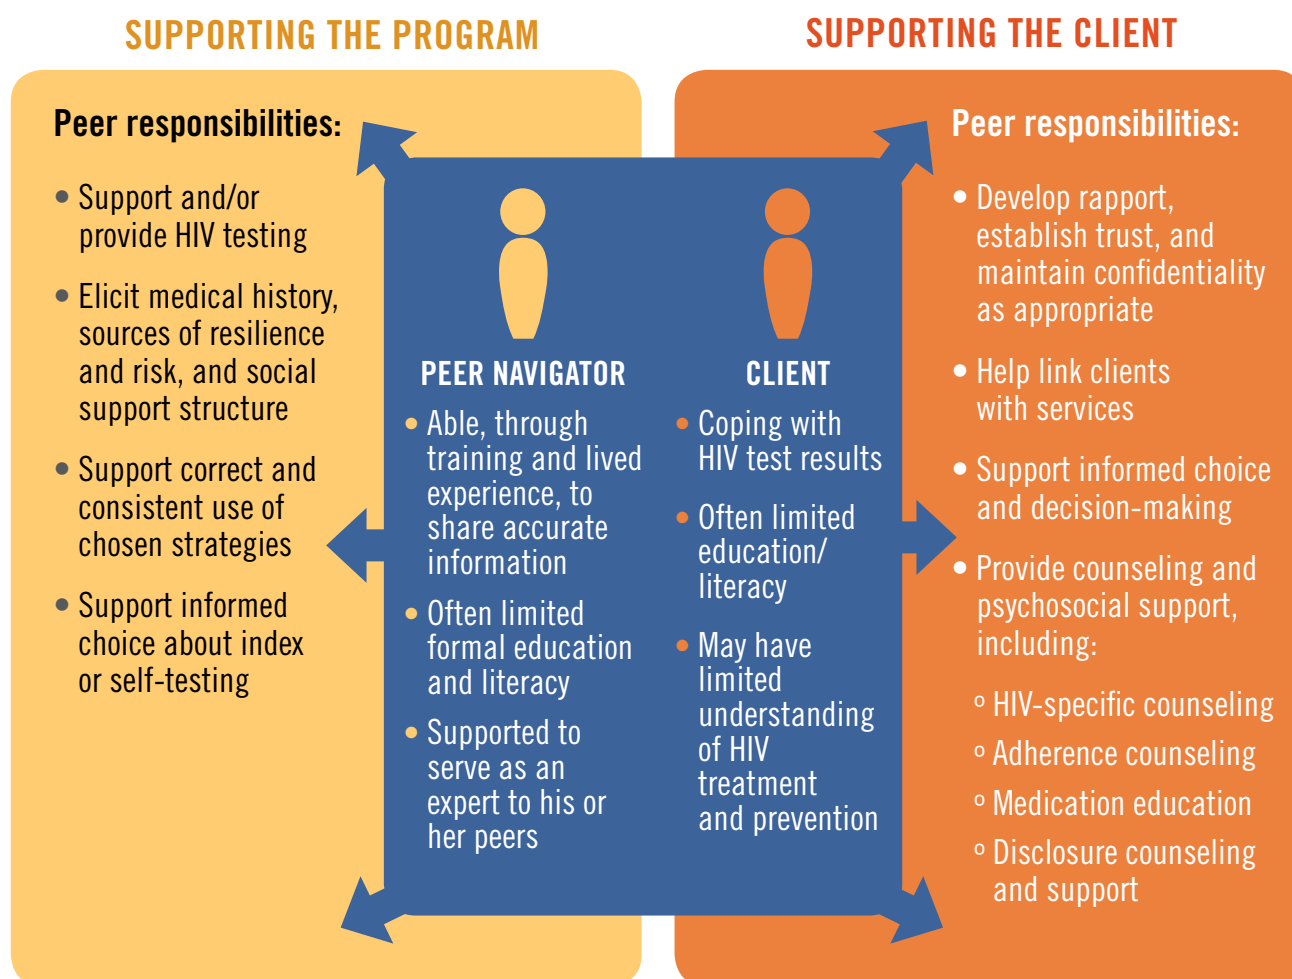 SUPPORTING THE PROGRAM
Peer responsibilities:
• Support and/or
provide HIV testing
• Elicit medical history,
sources of resilience
and risk, and social
support structure
• Support correct and
consistent use of
chosen strategies
• Support informed
choice about index
or self-testing
PEER NAVIGATOR
• Able, through
training and lived
experience, to
share accurate
information
• Often limited
formal education
and literacy
• Supported to
serve as an
expert to his or
her peers
CLIENT
• Coping with
HIV test results
• Often limited
education/
literacy
• May have
limited
understanding
of HIV
treatment
and prevention
SUPPORTING THE CLIENT
Peer responsibilities:
• Develop rapport,
establish trust, and
maintain confidentiality
as appropriate
• Help link clients
with services
• Support informed choice
and decision-making
• Provide counseling and
psychosocial support,
including:
o HIV-specific counseling
o Adherence counseling
o Medication education
o Disclosure counseling
and support